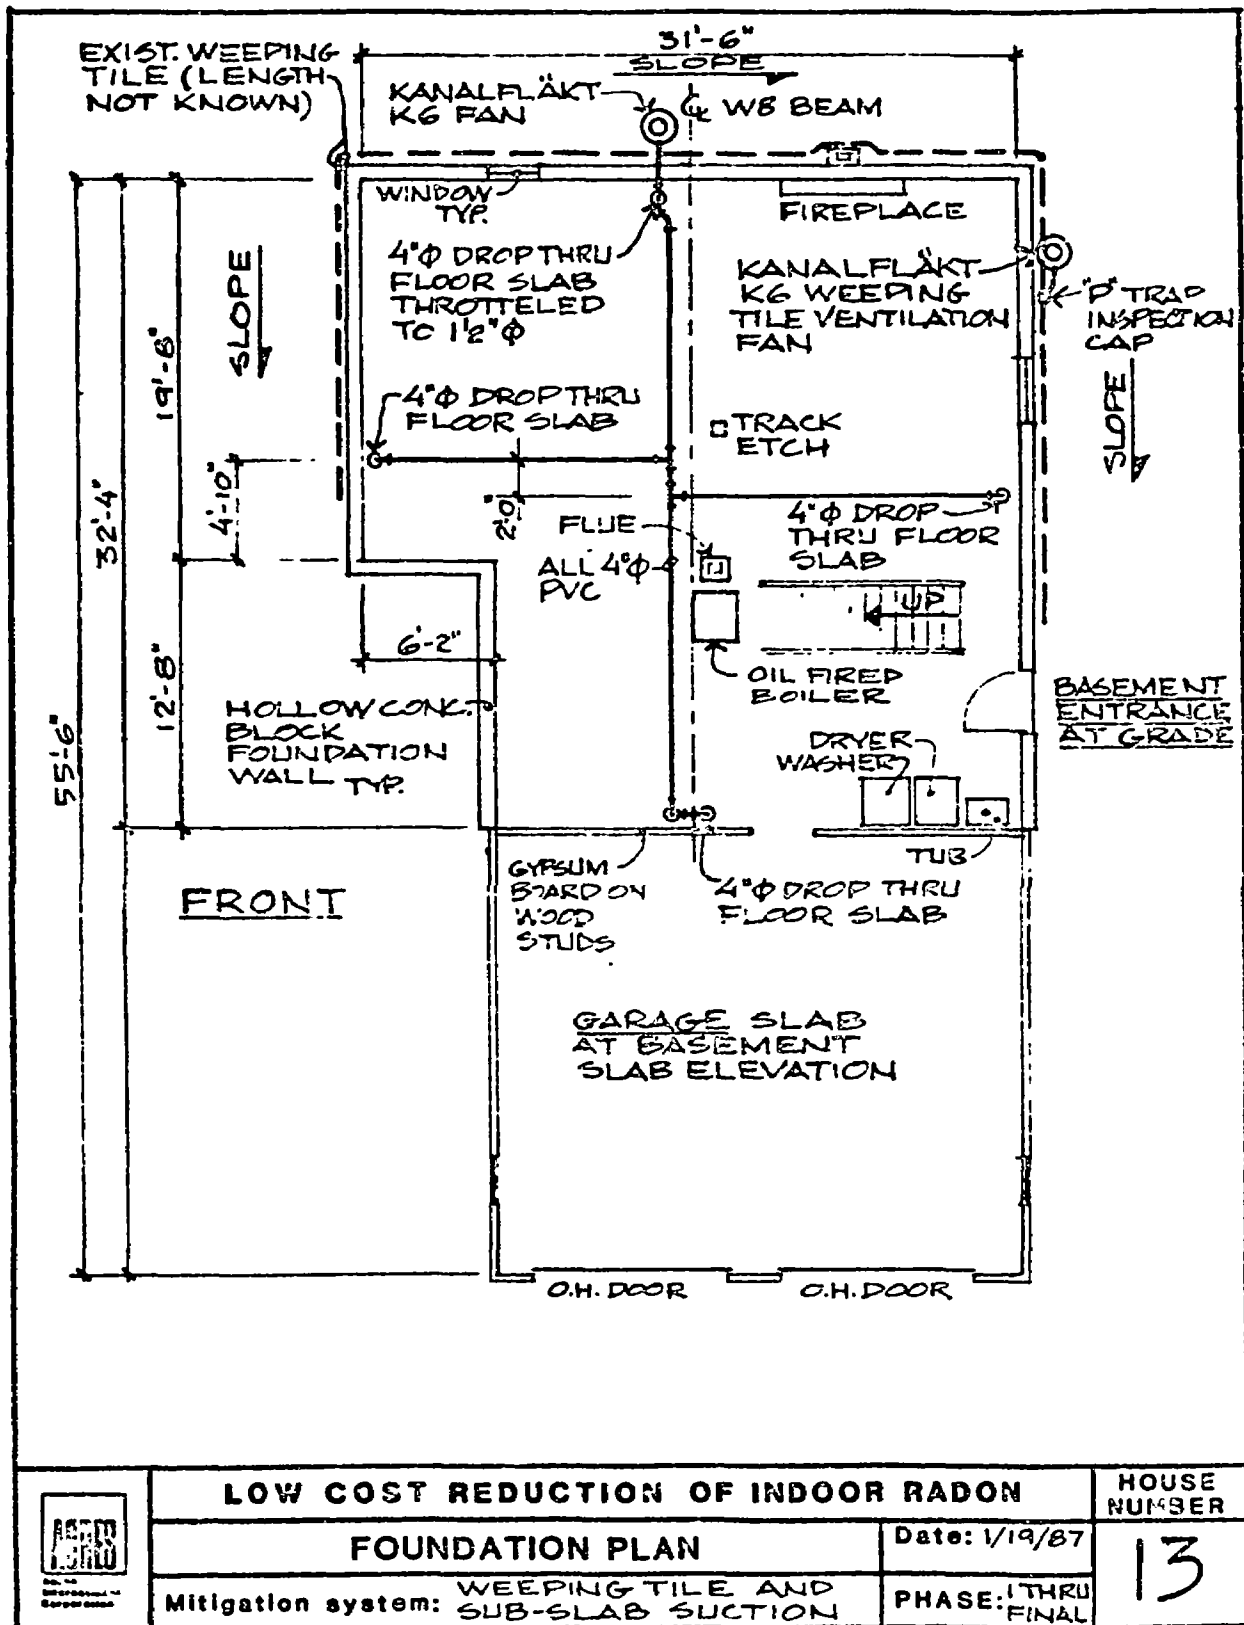 31'-6"
SLOPE
EXIST. WEEPING
TILE (LENGTH
NOT KNOWN)
KANALFLÄKT
K6 FAN
℄ W8 BEAM
WINDOW
TYP.
FIREPLACE
4"Φ DROP THRU
FLOOR SLAB
THROTTELED
TO 1½"Φ
KANALFLÄKT
K6 WEEPING
TILE VENTILATION
FAN
"P" TRAP
INSPECTION
CAP
SLOPE
SLOPE
19'-8"
4"Φ DROP THRU
FLOOR SLAB
TRACK
ETCH
4'-10"
2'0"
32'-4"
FLUE
4"Φ DROP
THRU FLOOR
SLAB
ALL 4"Φ
PVC
UP
6'-2"
OIL FIRED
BOILER
12'-8"
55'-6"
HOLLOW CONC.
BLOCK
FOUNDATION
WALL TYP.
BASEMENT
ENTRANCE
AT GRADE
DRYER
WASHER
TUB
FRONT
GYPSUM
BOARD ON
WOOD
STUDS
4"Φ DROP THRU
FLOOR SLAB
GARAGE SLAB
AT BASEMENT
SLAB ELEVATION
O.H. DOOR
O.H. DOOR
LOW COST REDUCTION OF INDOOR RADON
HOUSE
NUMBER
13
FOUNDATION PLAN
Date: 1/19/87
Mitigation system: WEEPING TILE AND
SUB-SLAB SUCTION
PHASE: 1 THRU
FINAL